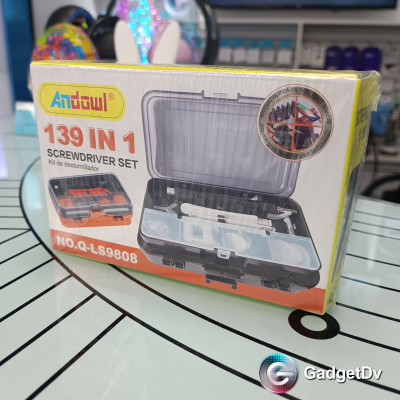 Andowl®
139 IN 1
SCREWDRIVER SET
Kit de destornillador
NO.Q-LS9808
GadgetDv